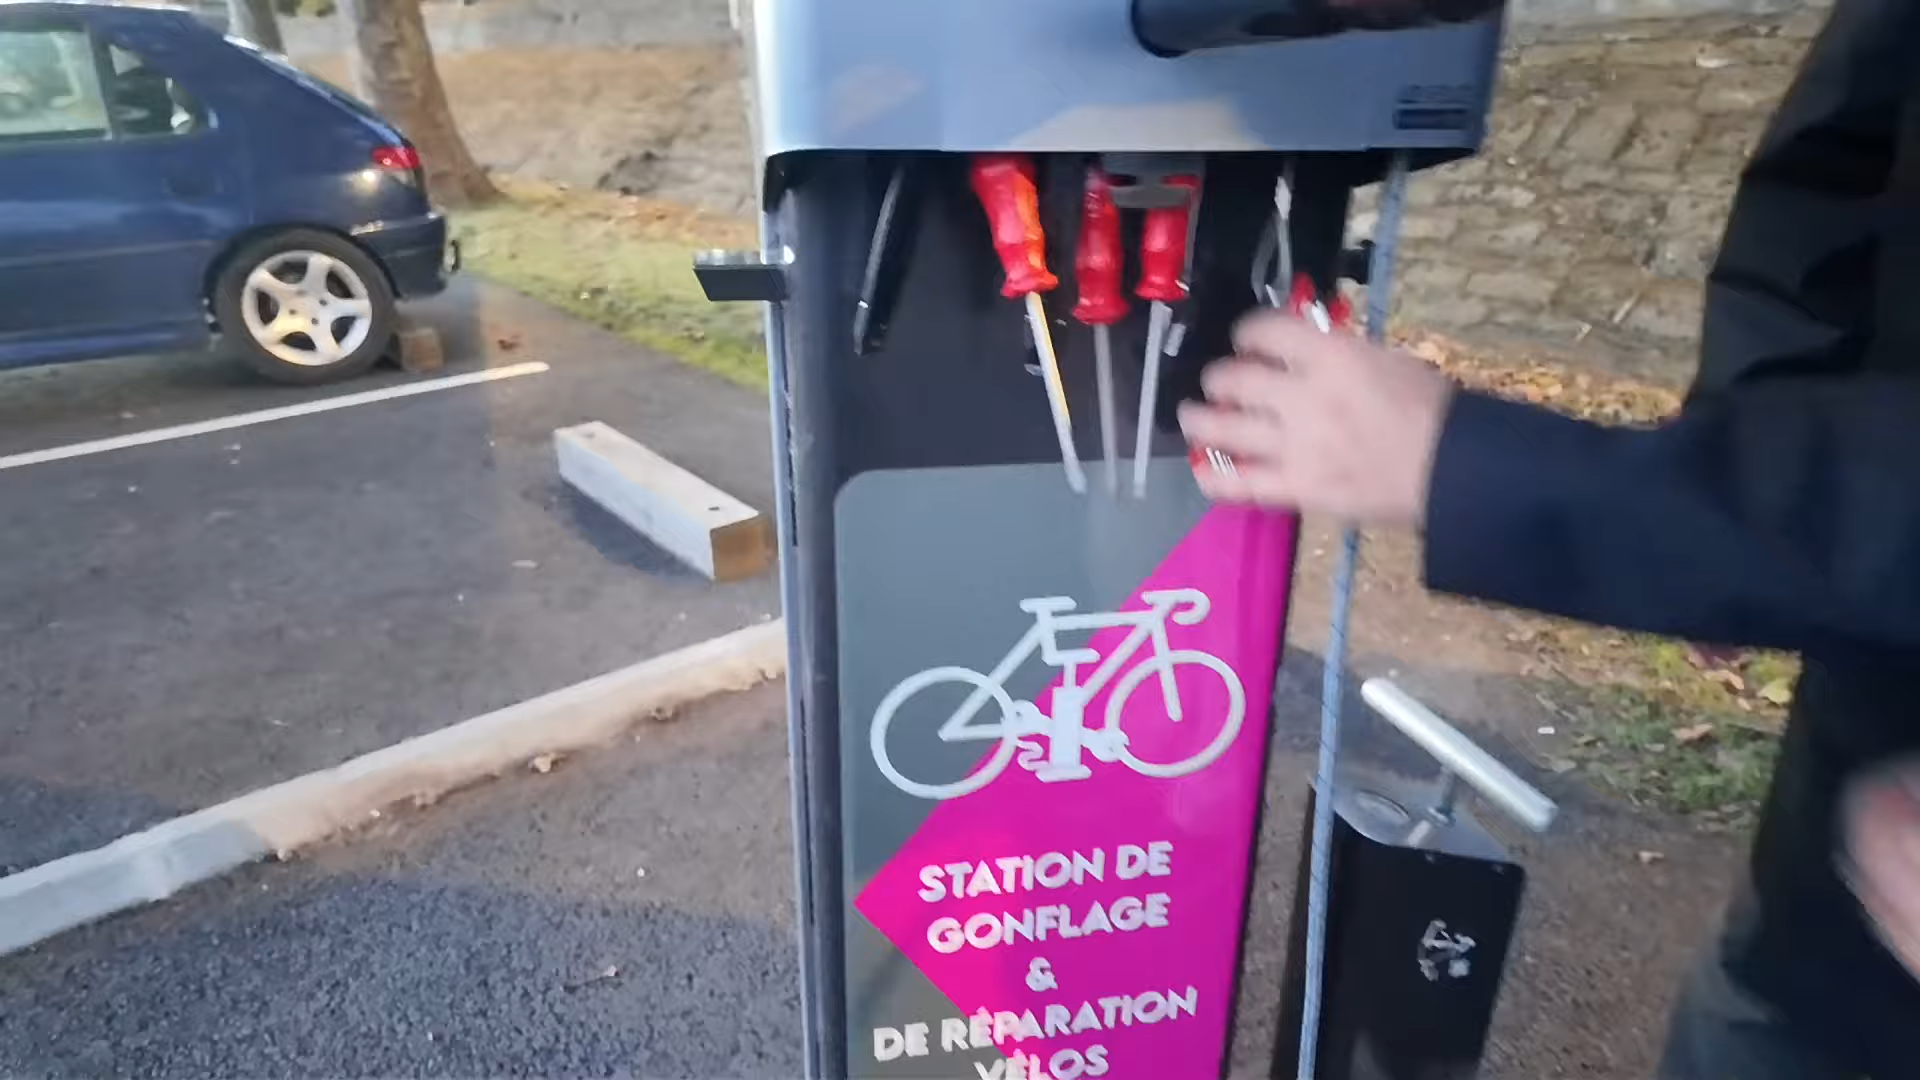 STATION DE
GONFLAGE
&
DE RÉPARATION
VÉLOS